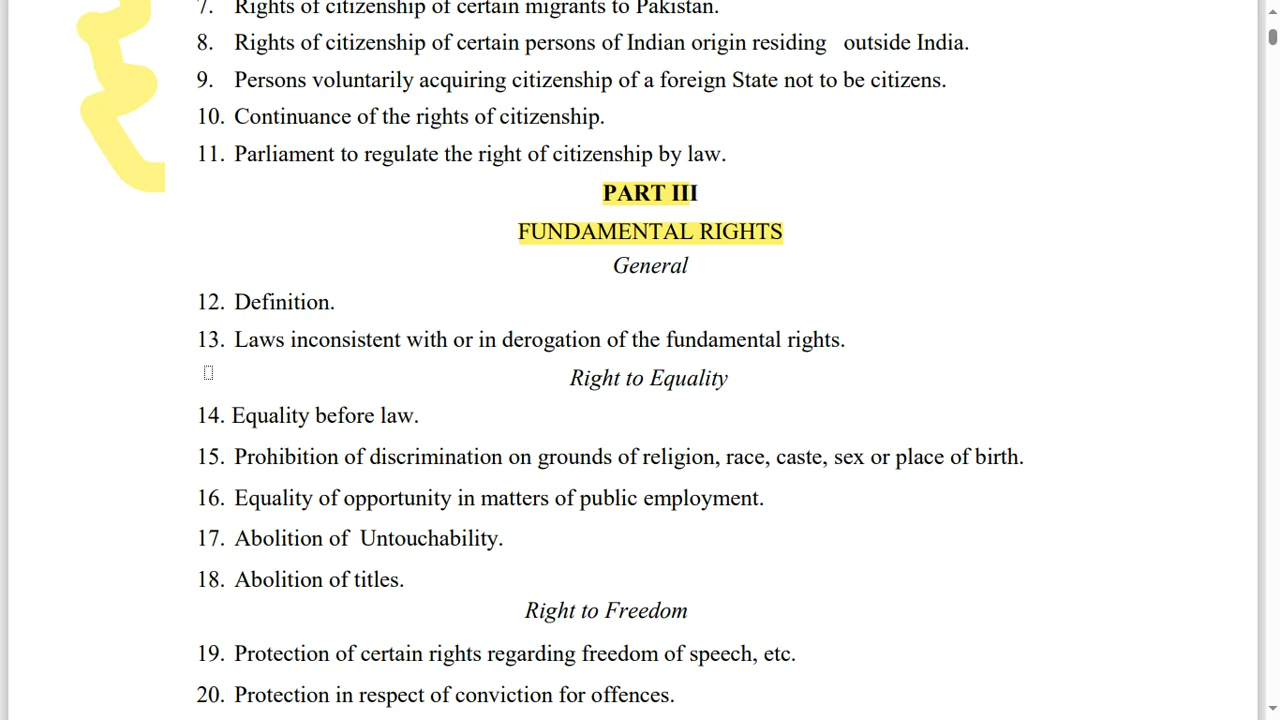 7. Rights of citizenship of certain migrants to Pakistan.
8. Rights of citizenship of certain persons of Indian origin residing outside India.
9. Persons voluntarily acquiring citizenship of a foreign State not to be citizens.
10. Continuance of the rights of citizenship.
11. Parliament to regulate the right of citizenship by law.
PART III
FUNDAMENTAL RIGHTS
General
12. Definition.
13. Laws inconsistent with or in derogation of the fundamental rights.
Right to Equality
14. Equality before law.
15. Prohibition of discrimination on grounds of religion, race, caste, sex or place of birth.
16. Equality of opportunity in matters of public employment.
17. Abolition of Untouchability.
18. Abolition of titles.
Right to Freedom
19. Protection of certain rights regarding freedom of speech, etc.
20. Protection in respect of conviction for offences.